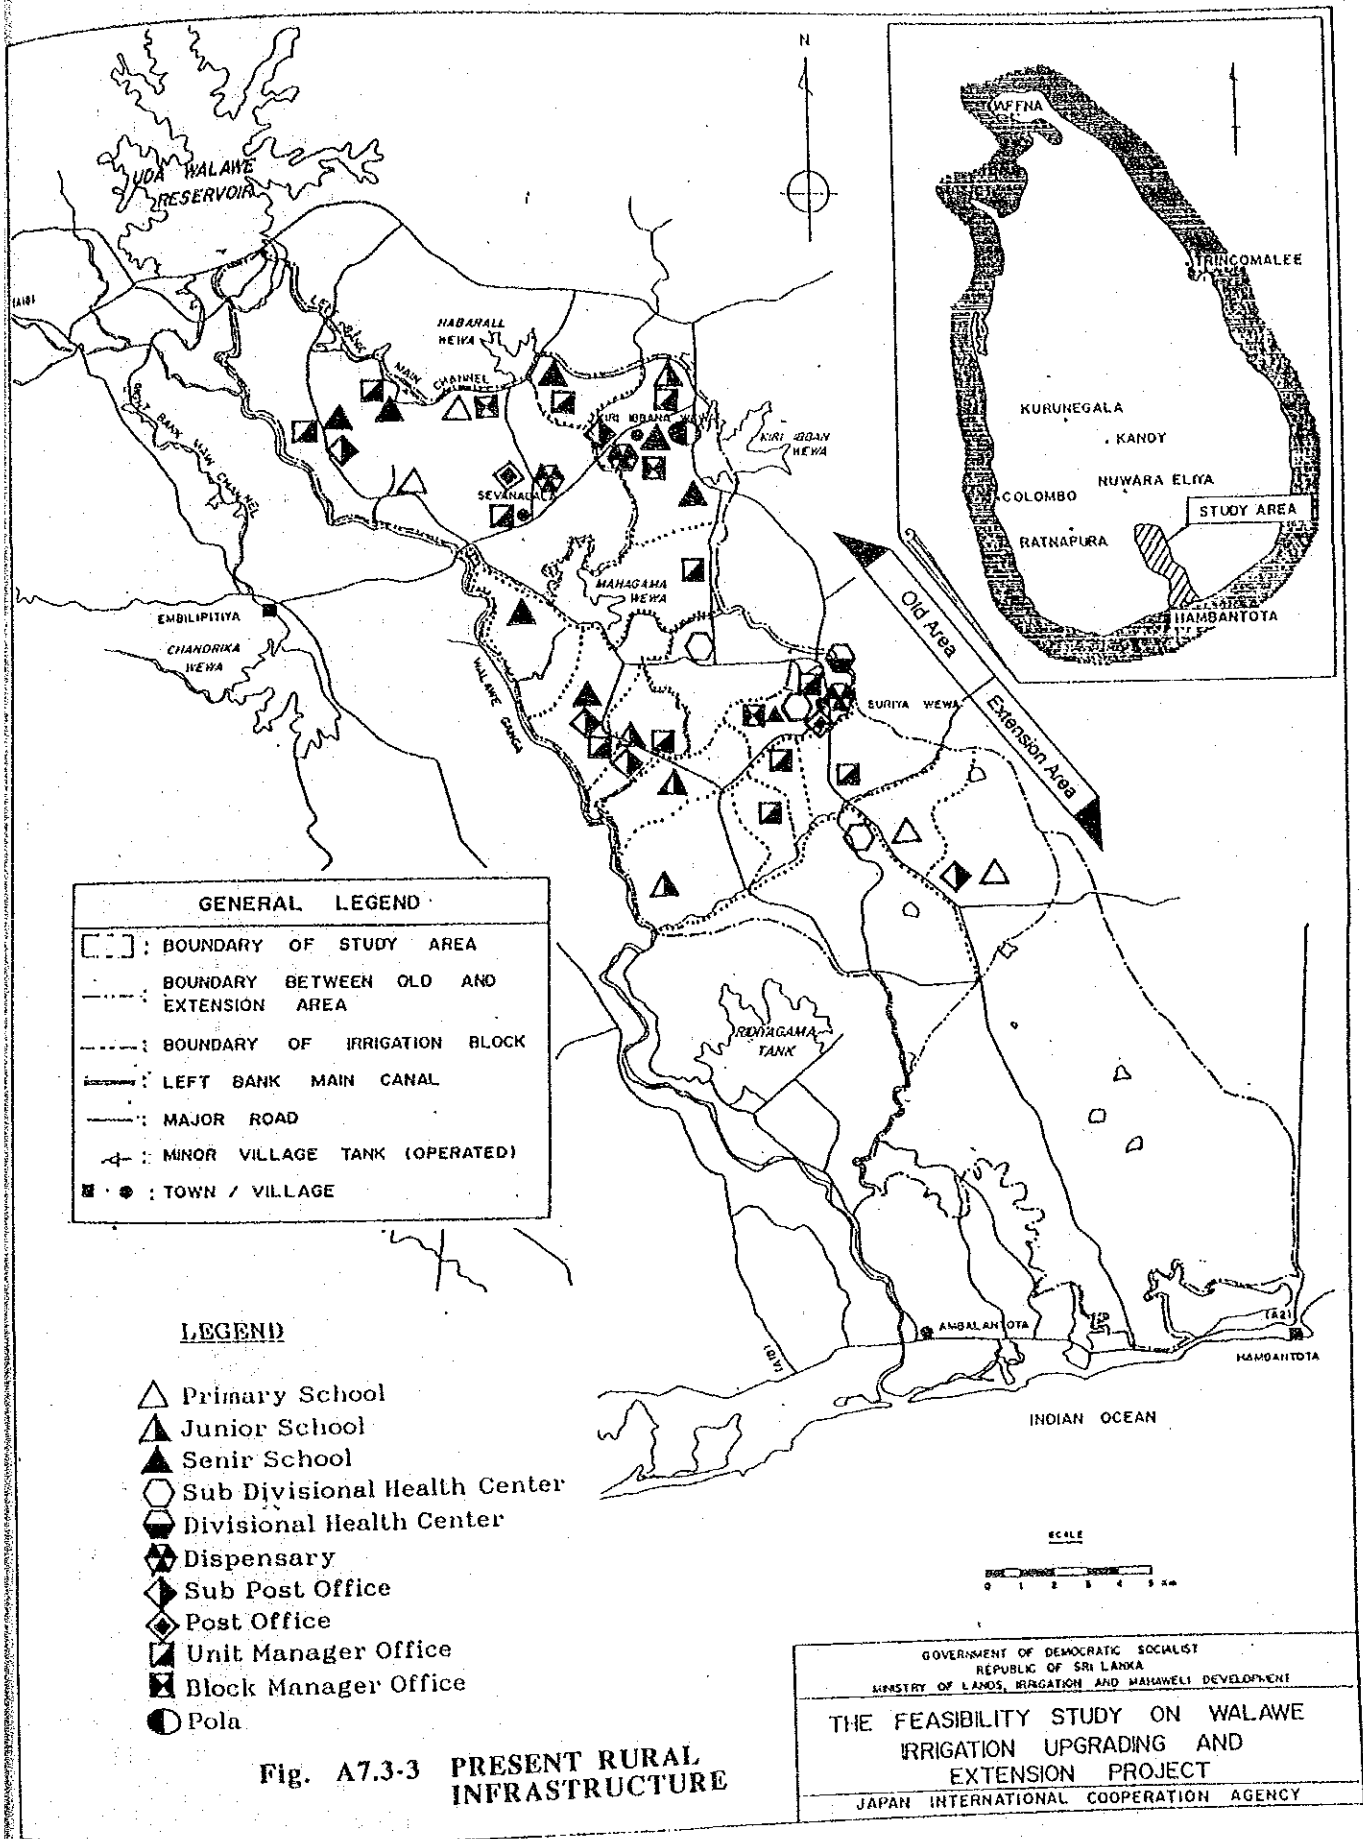 N
UDA WALAWE
RESERVOIR
JAFFNA
TRINCOMALEE
KURUNEGALA
KANDY
NUWARA ELIYA
COLOMBO
STUDY AREA
RATNAPURA
HAMBANTOTA
(A18)
LEFT BANK MAIN CHANNEL
HABARALL
WEWA
KIRI IBBANA WEWA
KIRI IBBAN
WEWA
BANK MAIN CHANNEL
SEVANAGALA
MAHAGAMA
WEWA
EMBILIPITIYA
CHANDRIKA
WEWA
WALAWE GANGA
SURIYA WEWA
Old Area
Extension Area
GENERAL LEGEND
: BOUNDARY OF STUDY AREA
: BOUNDARY BETWEEN OLD AND
EXTENSION AREA
: BOUNDARY OF IRRIGATION BLOCK
: LEFT BANK MAIN CANAL
: MAJOR ROAD
: MINOR VILLAGE TANK (OPERATED)
: TOWN / VILLAGE
RIDIYAGAMA
TANK
AMBALANTOTA
(A18)
(A2)
HAMBANTOTA
INDIAN OCEAN
LEGEND
Primary School
Junior School
Senir School
Sub Divisional Health Center
Divisional Health Center
Dispensary
Sub Post Office
Post Office
Unit Manager Office
Block Manager Office
Pola
SCALE
0 1 2 3 4 5 Km
Fig. A7.3-3 PRESENT RURAL
INFRASTRUCTURE
GOVERNMENT OF DEMOCRATIC SOCIALIST
REPUBLIC OF SRI LANKA
MINISTRY OF LANDS, IRRIGATION AND MAHAWELI DEVELOPMENT
THE FEASIBILITY STUDY ON WALAWE
IRRIGATION UPGRADING AND
EXTENSION PROJECT
JAPAN INTERNATIONAL COOPERATION AGENCY